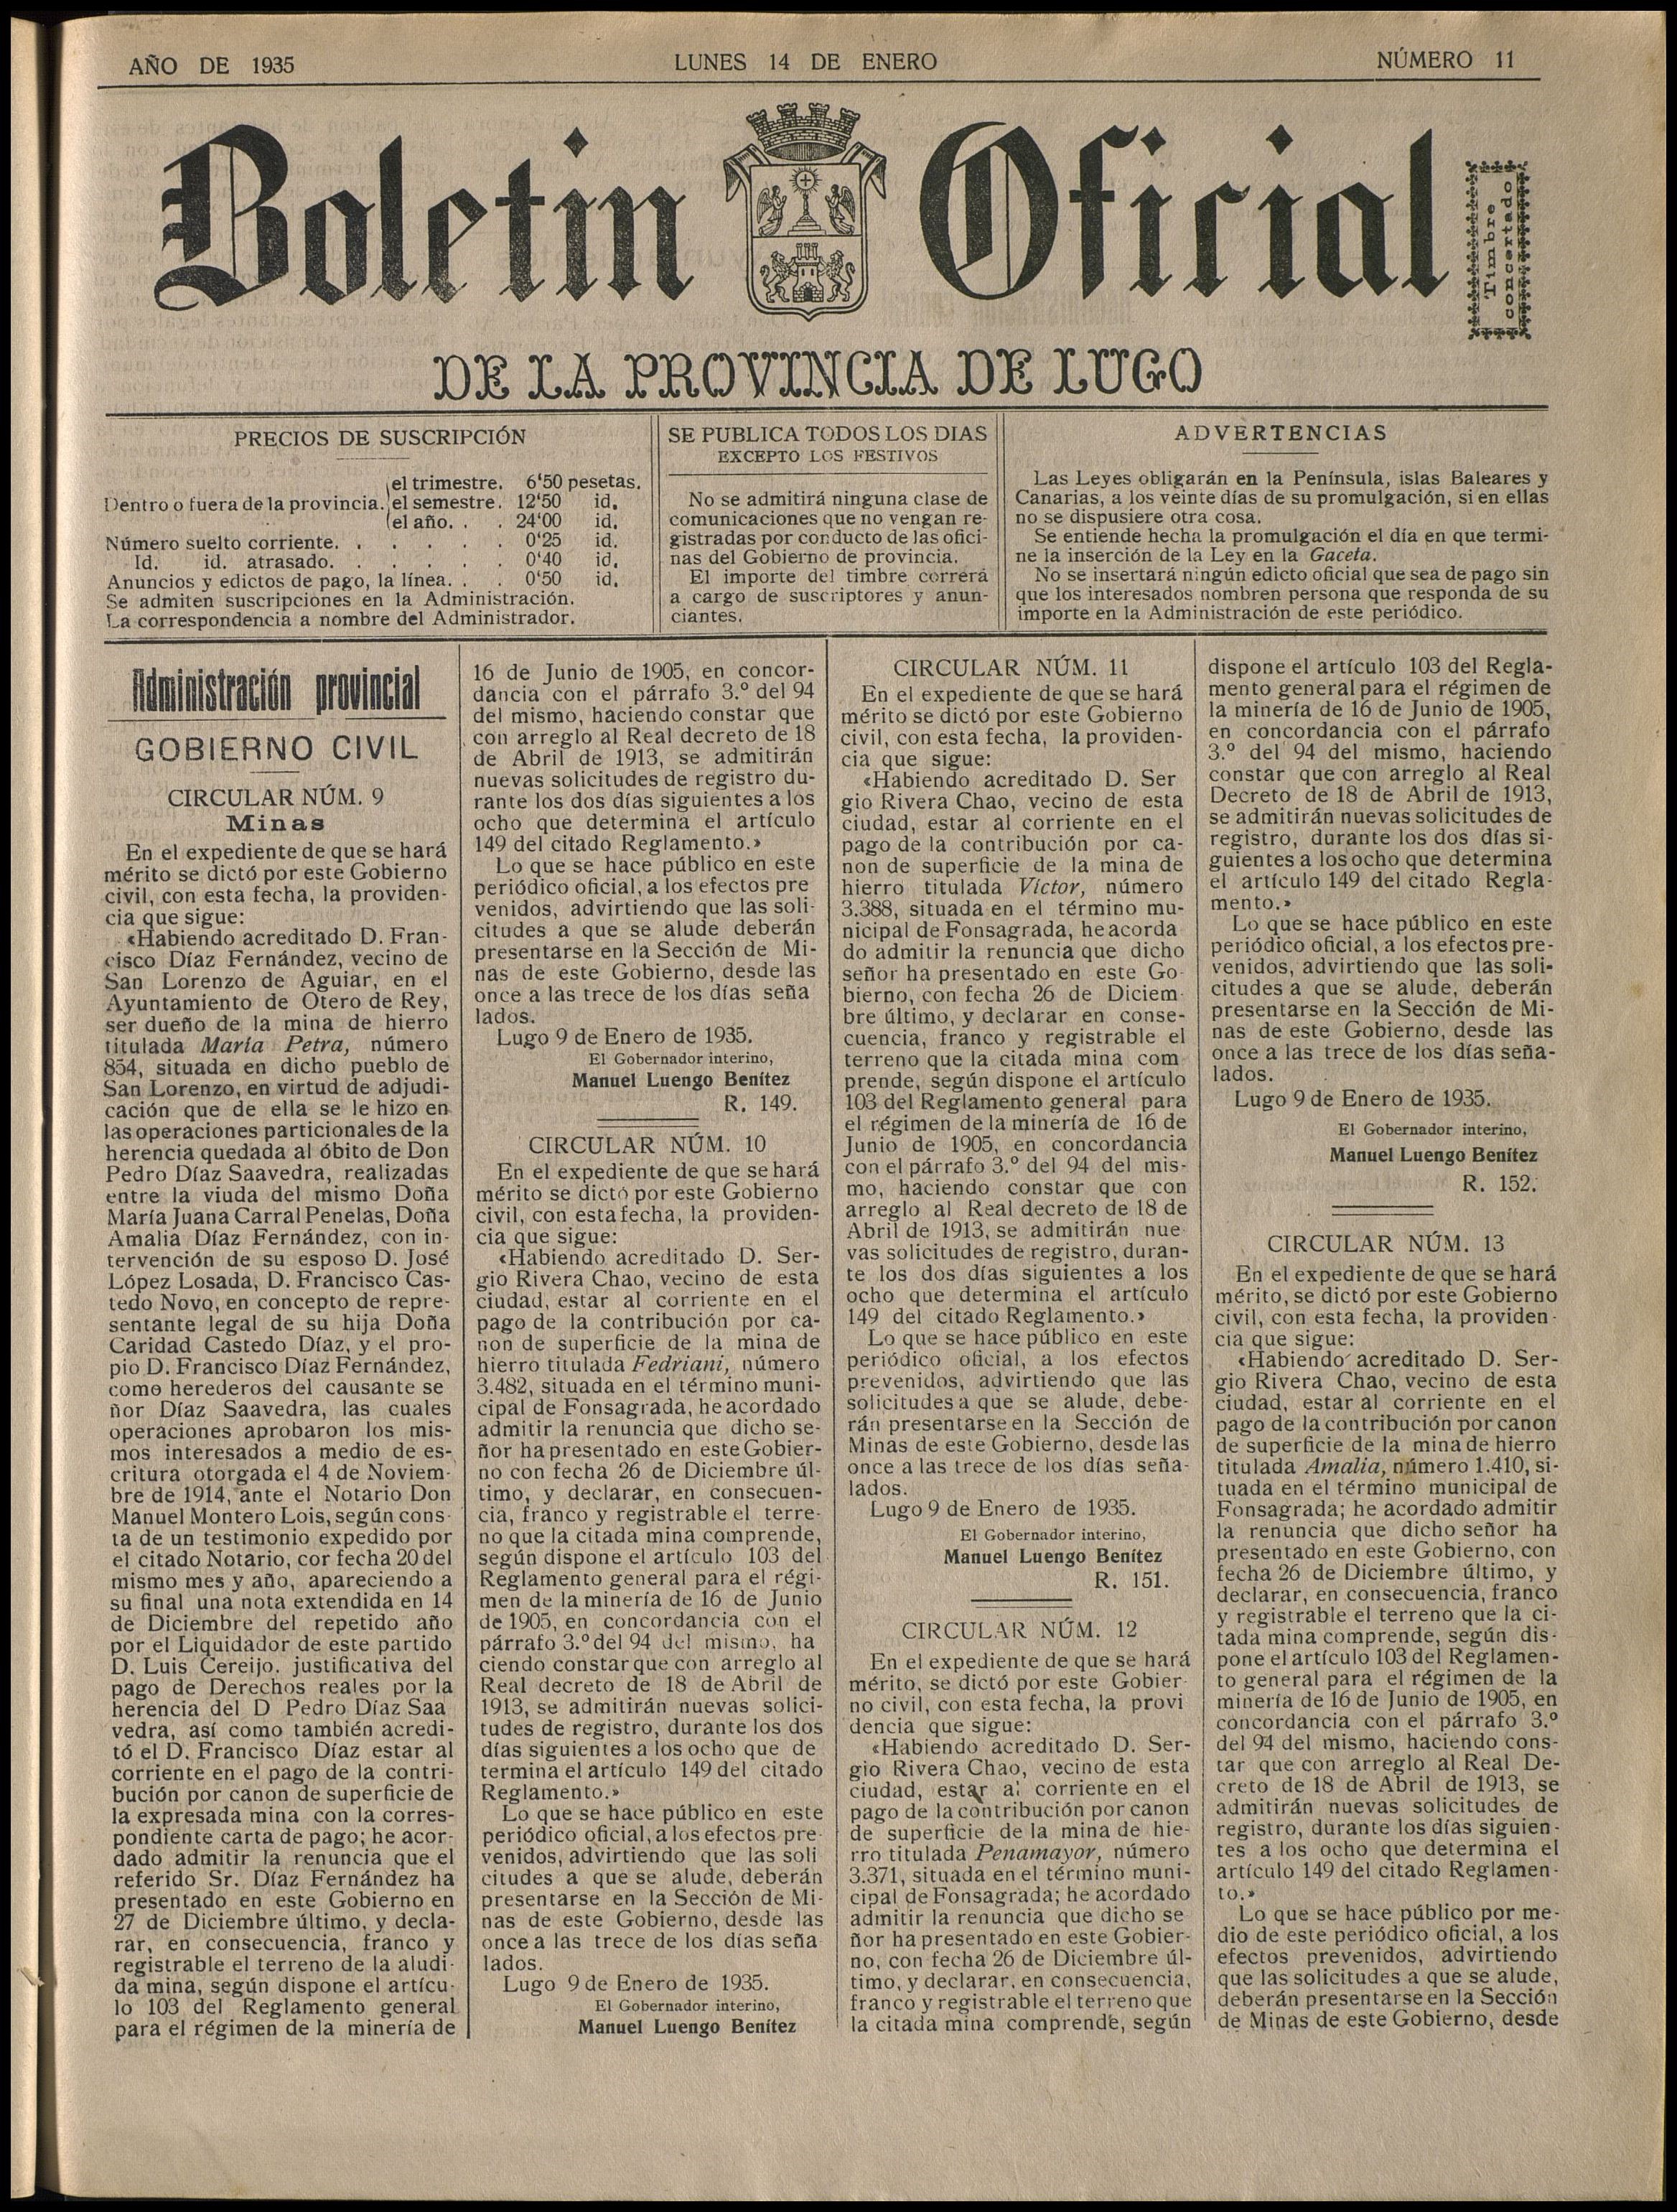 AÑO DE 1935
LUNES 14 DE ENERO
NÚMERO 11
Boletin Oficial
Timbre
concertado
DE LA PROVINCIA DE LUGO
PRECIOS DE SUSCRIPCIÓN
el trimestre. 6'50 pesetas.
Dentro o fuera de la provincia. el semestre. 12'50 id.
el año. . . 24'00 id.
Número suelto corriente. . . . . . . 0'25 id.
Id. id. atrasado. . . . . . . 0'40 id.
Anuncios y edictos de pago, la línea. . . 0'50 id.
Se admiten suscripciones en la Administración.
La correspondencia a nombre del Administrador.
SE PUBLICA TODOS LOS DIAS
EXCEPTO LOS FESTIVOS
No se admitirá ninguna clase de
comunicaciones que no vengan re-
gistradas por conducto de las ofici-
nas del Gobierno de provincia.
El importe del timbre correrá
a cargo de suscriptores y anun-
ciantes.
ADVERTENCIAS
Las Leyes obligarán en la Península, islas Baleares y
Canarias, a los veinte días de su promulgación, si en ellas
no se dispusiere otra cosa.
Se entiende hecha la promulgación el día en que termi-
ne la inserción de la Ley en la Gaceta.
No se insertará ningún edicto oficial que sea de pago sin
que los interesados nombren persona que responda de su
importe en la Administración de este periódico.
Administración provincial
GOBIERNO CIVIL
CIRCULAR NÚM. 9
Minas
En el expediente de que se hará
mérito se dictó por este Gobierno
civil, con esta fecha, la providen-
cia que sigue:
«Habiendo acreditado D. Fran-
cisco Díaz Fernández, vecino de
San Lorenzo de Aguiar, en el
Ayuntamiento de Otero de Rey,
ser dueño de la mina de hierro
titulada María Petra, número
854, situada en dicho pueblo de
San Lorenzo, en virtud de adjudi-
cación que de ella se le hizo en
las operaciones particionales de la
herencia quedada al óbito de Don
Pedro Díaz Saavedra, realizadas
entre la viuda del mismo Doña
María Juana Carral Penelas, Doña
Amalia Díaz Fernández, con in-
tervención de su esposo D. José
López Losada, D. Francisco Cas-
tedo Novo, en concepto de repre-
sentante legal de su hija Doña
Caridad Castedo Díaz, y el pro-
pio D. Francisco Díaz Fernández,
como herederos del causante se
ñor Díaz Saavedra, las cuales
operaciones aprobaron los mis-
mos interesados a medio de es-
critura otorgada el 4 de Noviem-
bre de 1914, ante el Notario Don
Manuel Montero Lois, según cons-
ta de un testimonio expedido por
el citado Notario, cor fecha 20 del
mismo mes y año, apareciendo a
su final una nota extendida en 14
de Diciembre del repetido año
por el Liquidador de este partido
D. Luis Cereijo. justificativa del
pago de Derechos reales por la
herencia del D Pedro Díaz Saa
vedra, así como también acredi-
tó el D. Francisco Díaz estar al
corriente en el pago de la contri-
bución por canon de superficie de
la expresada mina con la corres-
pondiente carta de pago; he acor-
dado admitir la renuncia que el
referido Sr. Díaz Fernández ha
presentado en este Gobierno en
27 de Diciembre último, y decla-
rar, en consecuencia, franco y
registrable el terreno de la aludi-
da mina, según dispone el artícu-
lo 103 del Reglamento general
para el régimen de la minería de
16 de Junio de 1905, en concor-
dancia con el párrafo 3.º del 94
del mismo, haciendo constar que
con arreglo al Real decreto de 18
de Abril de 1913, se admitirán
nuevas solicitudes de registro du-
rante los dos días siguientes a los
ocho que determina el artículo
149 del citado Reglamento.»
Lo que se hace público en este
periódico oficial, a los efectos pre
venidos, advirtiendo que las soli-
citudes a que se alude deberán
presentarse en la Sección de Mi-
nas de este Gobierno, desde las
once a las trece de los días seña
lados.
Lugo 9 de Enero de 1935.
El Gobernador interino,
Manuel Luengo Benítez
R. 149.
CIRCULAR NÚM. 10
En el expediente de que se hará
mérito se dictó por este Gobierno
civil, con esta fecha, la providen-
cia que sigue:
«Habiendo acreditado D. Ser-
gio Rivera Chao, vecino de esta
ciudad, estar al corriente en el
pago de la contribución por ca-
non de superficie de la mina de
hierro titulada Fedriani, número
3.482, situada en el término muni-
cipal de Fonsagrada, he acordado
admitir la renuncia que dicho se-
ñor ha presentado en este Gobier-
no con fecha 26 de Diciembre úl-
timo, y declarar, en consecuen-
cia, franco y registrable el terre-
no que la citada mina comprende,
según dispone el artículo 103 del
Reglamento general para el régi-
men de la minería de 16 de Junio
de 1905, en concordancia con el
párrafo 3.º del 94 del mismo, ha
ciendo constar que con arreglo al
Real decreto de 18 de Abril de
1913, se admitirán nuevas solici-
tudes de registro, durante los dos
días siguientes a los ocho que de
termina el artículo 149 del citado
Reglamento.»
Lo que se hace público en este
periódico oficial, a los efectos pre-
venidos, advirtiendo que las soli
citudes a que se alude, deberán
presentarse en la Sección de Mi-
nas de este Gobierno, desde las
once a las trece de los días seña
lados.
Lugo 9 de Enero de 1935.
El Gobernador interino,
Manuel Luengo Benítez
CIRCULAR NÚM. 11
En el expediente de que se hará
mérito se dictó por este Gobierno
civil, con esta fecha, la providen-
cia que sigue:
«Habiendo acreditado D. Ser
gio Rivera Chao, vecino de esta
ciudad, estar al corriente en el
pago de la contribución por ca-
non de superficie de la mina de
hierro titulada Victor, número
3.388, situada en el término mu-
nicipal de Fonsagrada, he acorda
do admitir la renuncia que dicho
señor ha presentado en este Go-
bierno, con fecha 26 de Diciem-
bre último, y declarar en conse-
cuencia, franco y registrable el
terreno que la citada mina com
prende, según dispone el artículo
103 del Reglamento general para
el régimen de la minería de 16 de
Junio de 1905, en concordancia
con el párrafo 3.º del 94 del mis-
mo, haciendo constar que con
arreglo al Real decreto de 18 de
Abril de 1913, se admitirán nue
vas solicitudes de registro, duran-
te los dos días siguientes a los
ocho que determina el artículo
149 del citado Reglamento.»
Lo que se hace público en este
periódico oficial, a los efectos
prevenidos, advirtiendo que las
solicitudes a que se alude, debe-
rán presentarse en la Sección de
Minas de este Gobierno, desde las
once a las trece de los días seña-
lados.
Lugo 9 de Enero de 1935.
El Gobernador interino,
Manuel Luengo Benítez
R. 151.
CIRCULAR NÚM. 12
En el expediente de que se hará
mérito, se dictó por este Gobier-
no civil, con esta fecha, la provi
dencia que sigue:
«Habiendo acreditado D. Ser-
gio Rivera Chao, vecino de esta
ciudad, estar al corriente en el
pago de la contribución por canon
de superficie de la mina de hie-
rro titulada Penamayor, número
3.371, situada en el término muni-
cipal de Fonsagrada; he acordado
admitir la renuncia que dicho se
ñor ha presentado en este Gobier-
no, con fecha 26 de Diciembre úl-
timo, y declarar, en consecuencia,
franco y registrable el terreno que
la citada mina comprende, según
dispone el artículo 103 del Regla-
mento general para el régimen de
la minería de 16 de Junio de 1905,
en concordancia con el párrafo
3.º del 94 del mismo, haciendo
constar que con arreglo al Real
Decreto de 18 de Abril de 1913,
se admitirán nuevas solicitudes de
registro, durante los dos días si-
guientes a los ocho que determina
el artículo 149 del citado Regla-
mento.»
Lo que se hace público en este
periódico oficial, a los efectos pre-
venidos, advirtiendo que las soli-
citudes a que se alude, deberán
presentarse en la Sección de Mi-
nas de este Gobierno, desde las
once a las trece de los días seña-
lados.
Lugo 9 de Enero de 1935.
El Gobernador interino,
Manuel Luengo Benítez
R. 152.
CIRCULAR NÚM. 13
En el expediente de que se hará
mérito, se dictó por este Gobierno
civil, con esta fecha, la providen-
cia que sigue:
«Habiendo acreditado D. Ser-
gio Rivera Chao, vecino de esta
ciudad, estar al corriente en el
pago de la contribución por canon
de superficie de la mina de hierro
titulada Amalia, número 1.410, si-
tuada en el término municipal de
Fonsagrada; he acordado admitir
la renuncia que dicho señor ha
presentado en este Gobierno, con
fecha 26 de Diciembre último, y
declarar, en consecuencia, franco
y registrable el terreno que la ci-
tada mina comprende, según dis-
pone el artículo 103 del Reglamen-
to general para el régimen de la
minería de 16 de Junio de 1905, en
concordancia con el párrafo 3.º
del 94 del mismo, haciendo cons-
tar que con arreglo al Real De-
creto de 18 de Abril de 1913, se
admitirán nuevas solicitudes de
registro, durante los días siguien-
tes a los ocho que determina el
artículo 149 del citado Reglamen-
to.»
Lo que se hace público por me-
dio de este periódico oficial, a los
efectos prevenidos, advirtiendo
que las solicitudes a que se alude,
deberán presentarse en la Sección
de Minas de este Gobierno, desde